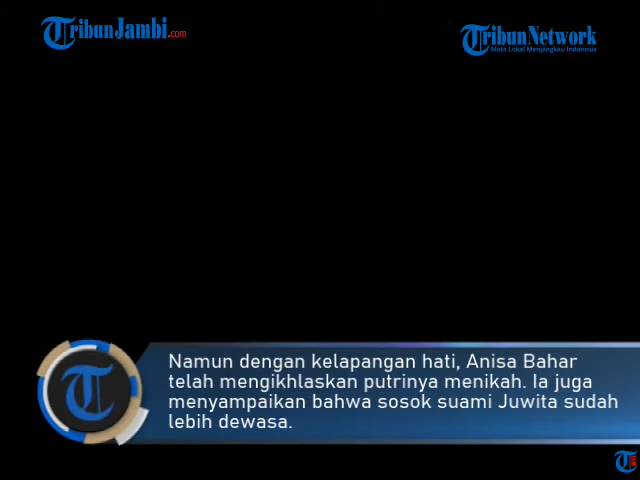 TribunJambi.com
TribunNetwork
Mata Lokal Menjangkau Indonesia
Namun dengan kelapangan hati, Anisa Bahar
telah mengikhlaskan putrinya menikah. Ia juga
menyampaikan bahwa sosok suami Juwita sudah
lebih dewasa.